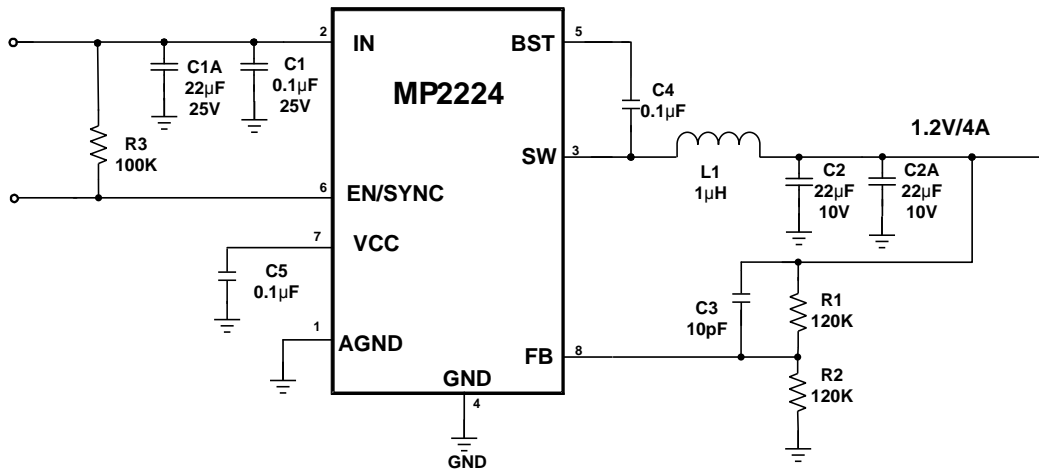 2
IN
BST
5
C1A
22µF
25V
C1
0.1µF
25V
MP2224
C4
0.1µF
R3
100K
SW
3
1.2V/4A
L1
1µH
C2
22µF
10V
C2A
22µF
10V
6
EN/SYNC
7
VCC
C5
0.1µF
C3
10pF
R1
120K
1
AGND
FB
8
GND
4
R2
120K
GND